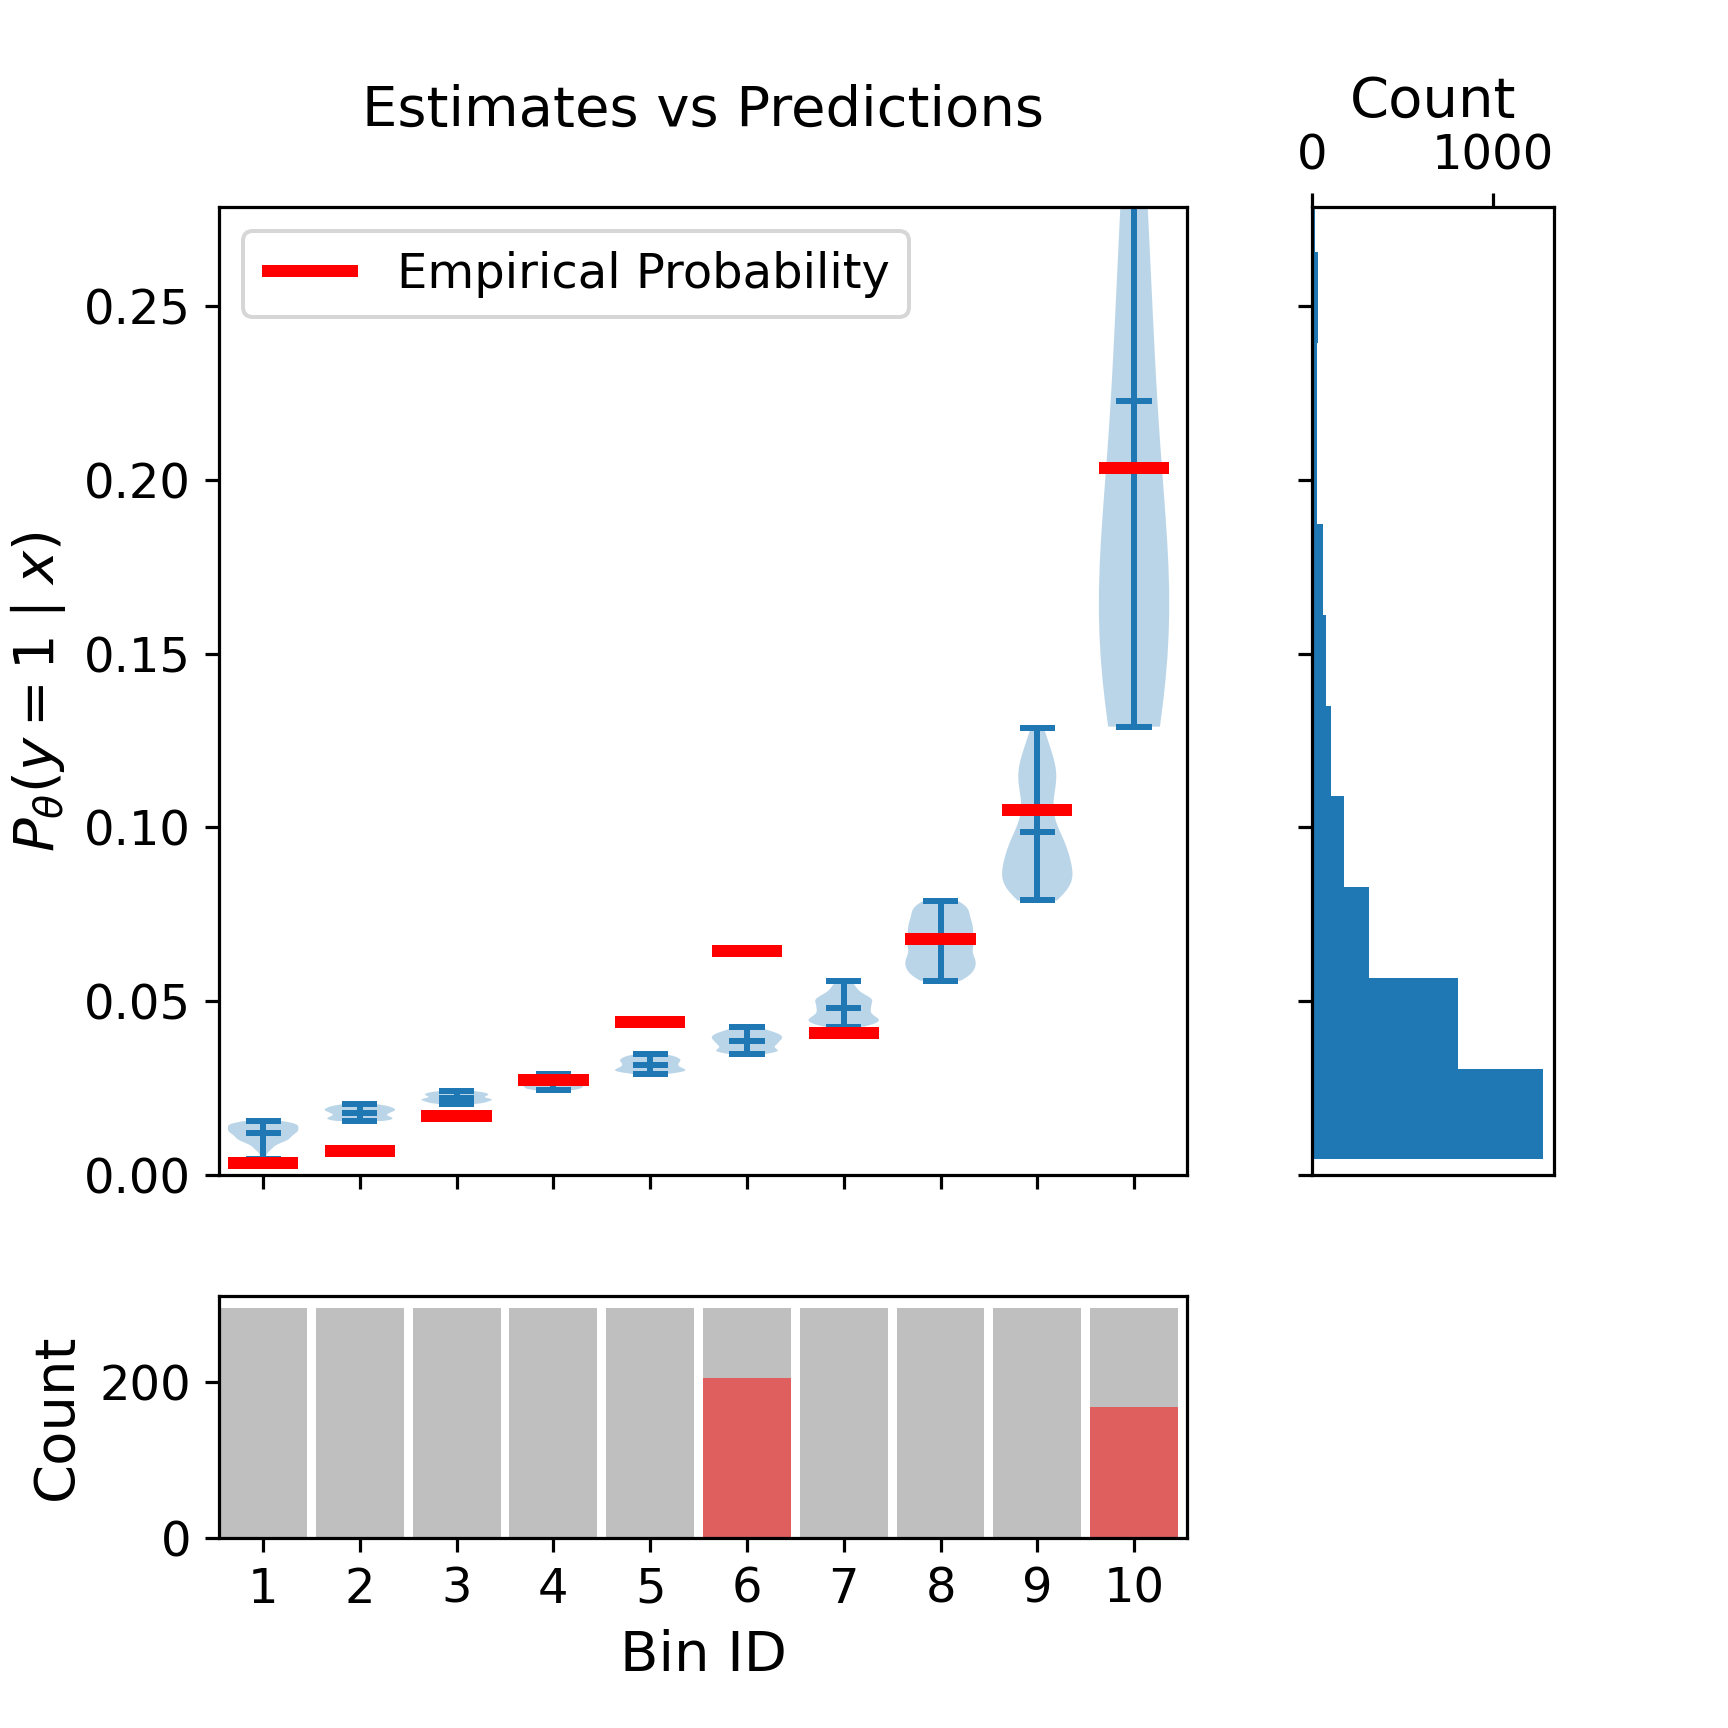 Estimates vs Predictions
Count
0 1000
Empirical Probability
0.25
0.20
0.15
0.10
0.05
0.00
P_θ(y = 1 | x)
Count
200
0
1 2 3 4 5 6 7 8 9 10
Bin ID